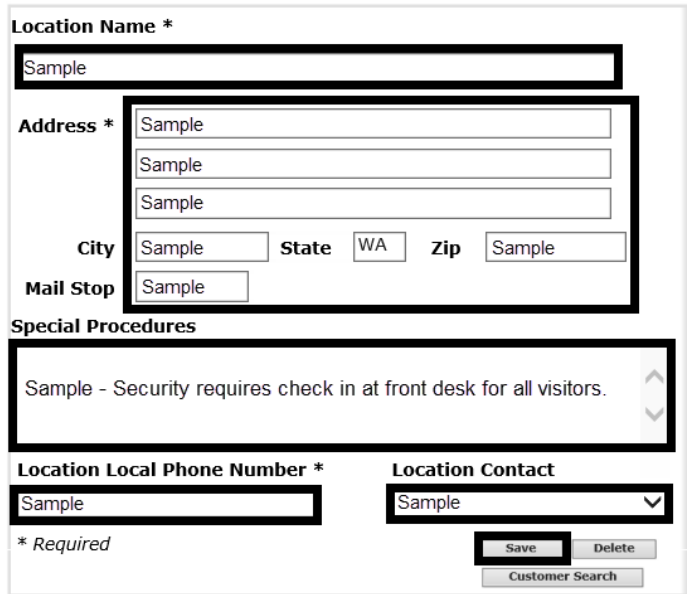 Location Name *
Sample
Address * Sample
Sample
Sample
City Sample State WA Zip Sample
Mail Stop Sample
Special Procedures
Sample - Security requires check in at front desk for all visitors.
Location Local Phone Number * Location Contact
Sample Sample
* Required Save Delete
Customer Search